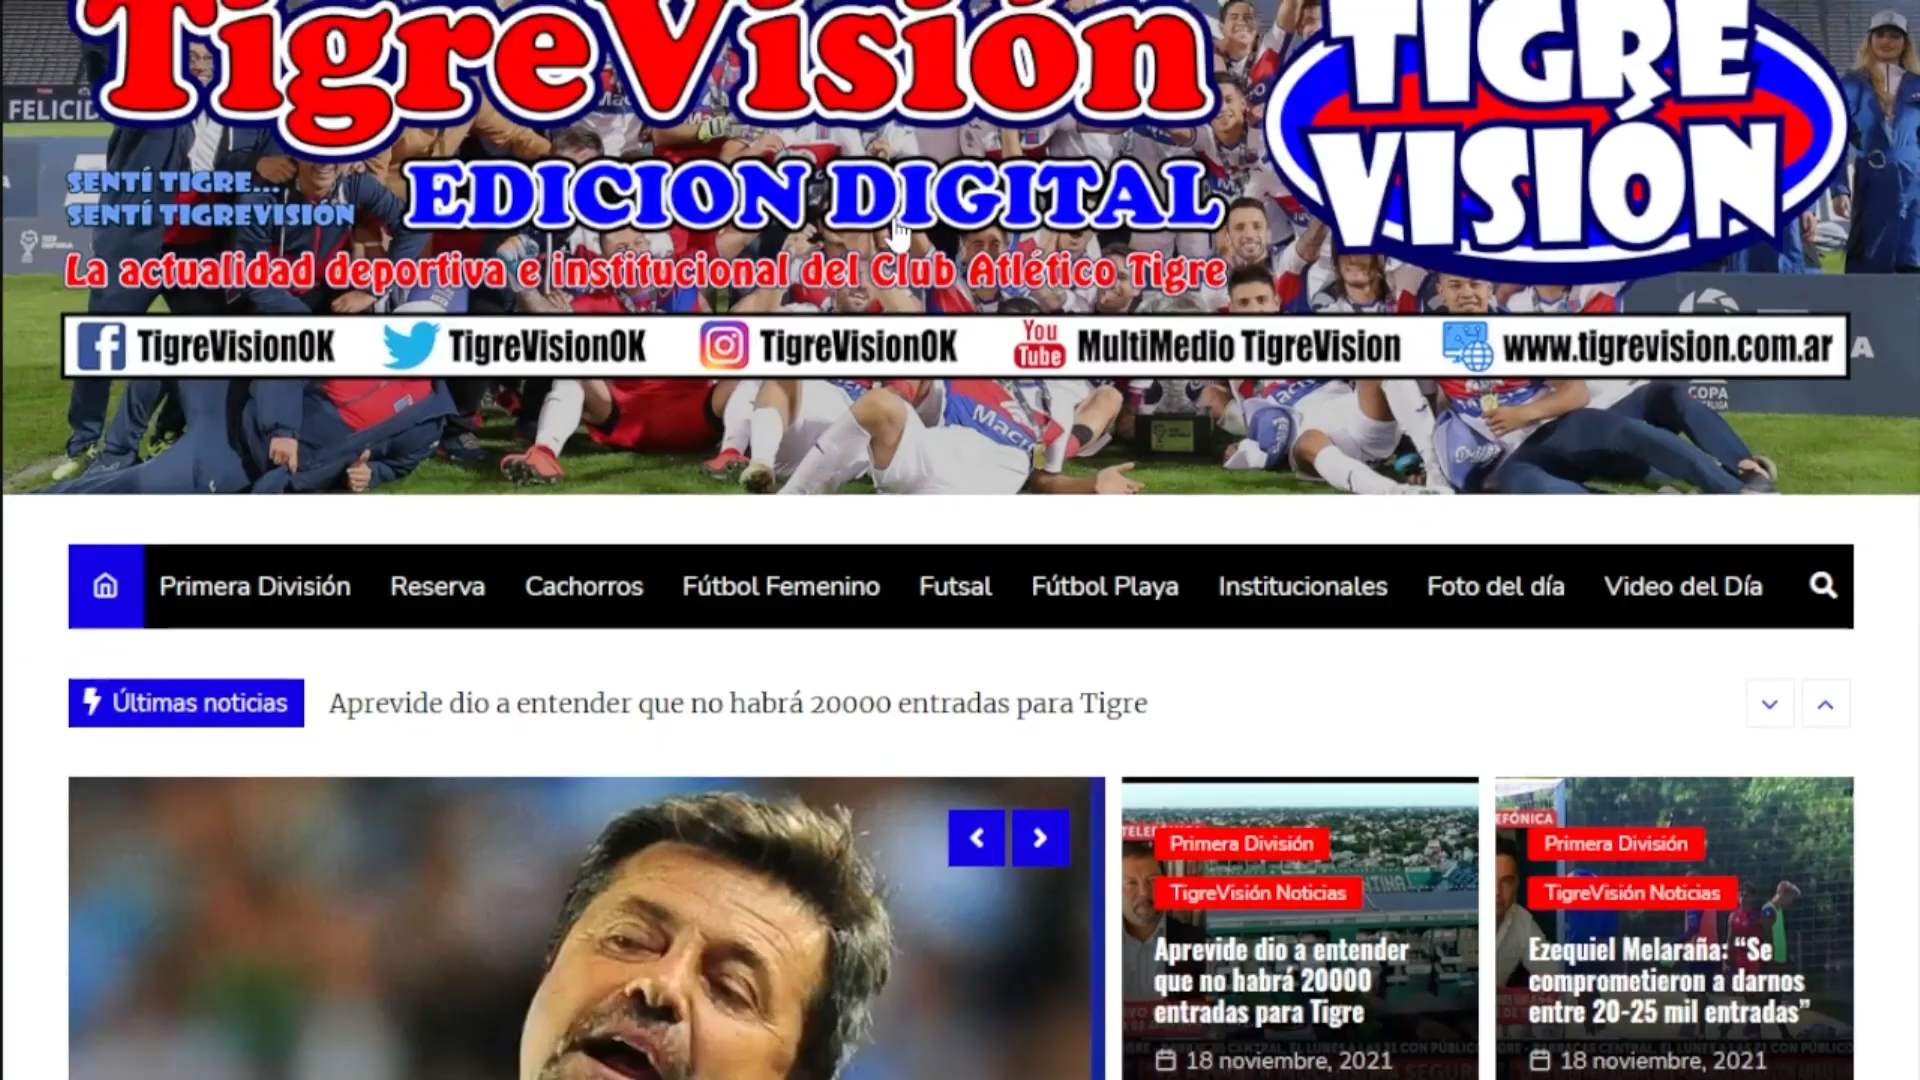 TigreVisión
TIGRE
VISIÓN
FELICID
SENTÍ TIGRE...
SENTÍ TIGREVISIÓN
EDICION DIGITAL
La actualidad deportiva e institucional del Club Atlético Tigre
TigreVisionOK
TigreVisionOK
TigreVisionOK
You
Tube
MultiMedio TigreVision
www.tigrevision.com.ar
A
Macro
COPA
Primera División
Reserva
Cachorros
Fútbol Femenino
Futsal
Fútbol Playa
Institucionales
Foto del día
Video del Día
Últimas noticias
Aprevide dio a entender que no habrá 20000 entradas para Tigre
Primera División
TigreVisión Noticias
Aprevide dio a entender
que no habrá 20000
entradas para Tigre
18 noviembre, 2021
EFÓNICA
Primera División
TigreVisión Noticias
Ezequiel Melaraña: “Se
comprometieron a darnos
entre 20-25 mil entradas”
18 noviembre, 2021